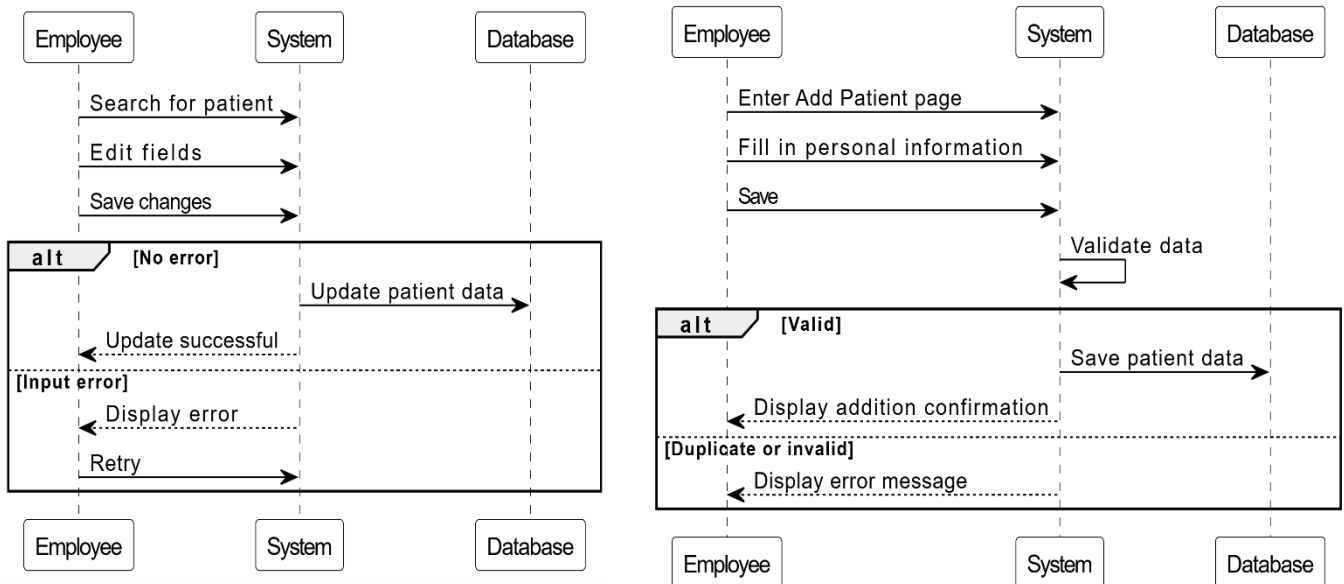 Employee
System
Database
Search for patient
Edit fields
Save changes
alt
[No error]
Update patient data
Update successful
[Input error]
Display error
Retry
Employee
System
Database
Employee
System
Database
Enter Add Patient page
Fill in personal information
Save
Validate data
alt
[Valid]
Save patient data
Display addition confirmation
[Duplicate or invalid]
Display error message
Employee
System
Database